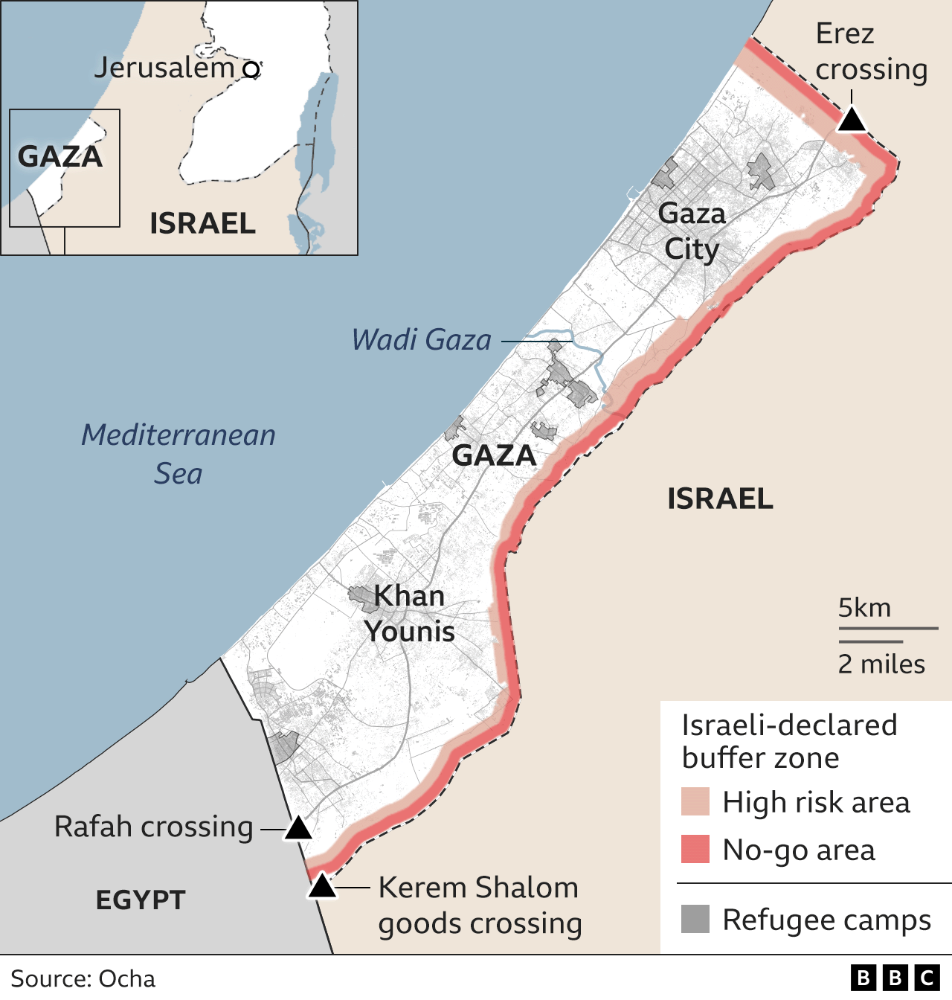 Jerusalem
GAZA
ISRAEL
Erez
crossing
Gaza
City
Wadi Gaza
Mediterranean
Sea
GAZA
ISRAEL
Khan
Younis
5km
2 miles
Israeli-declared
buffer zone
High risk area
No-go area
Refugee camps
Rafah crossing
EGYPT
Kerem Shalom
goods crossing
Source: Ocha
BBC